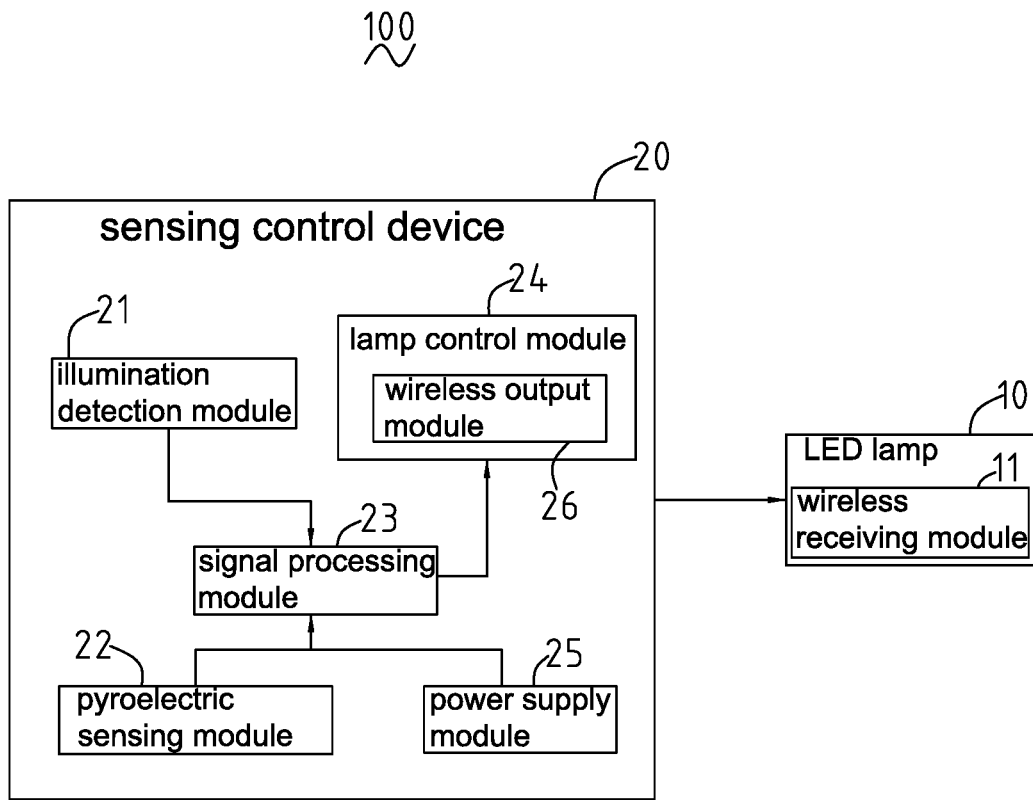 100
20
sensing control device
24
21
lamp control module
illumination
detection module
wireless output
module
10
LED lamp
11
26
wireless
receiving module
23
signal processing
module
22
25
pyroelectric
sensing module
power supply
module